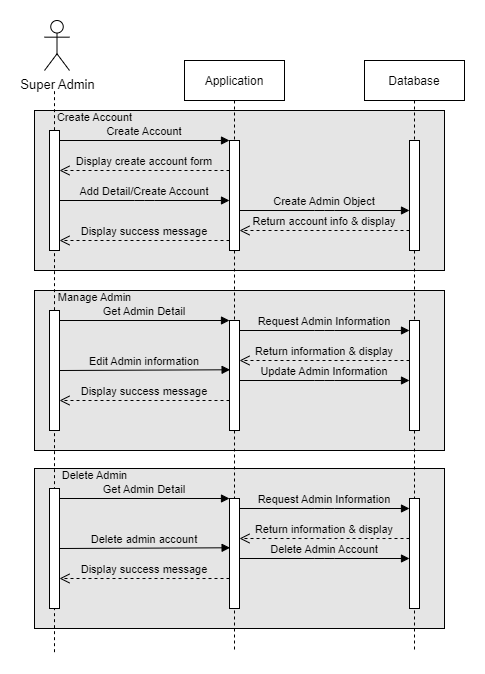 Super Admin
Application
Database
Create Account
Create Account
Display create account form
Add Detail/Create Account
Create Admin Object
Return account info & display
Display success message
Manage Admin
Get Admin Detail
Request Admin Information
Return information & display
Edit Admin information
Update Admin Information
Display success message
Delete Admin
Get Admin Detail
Request Admin Information
Return information & display
Delete admin account
Delete Admin Account
Display success message